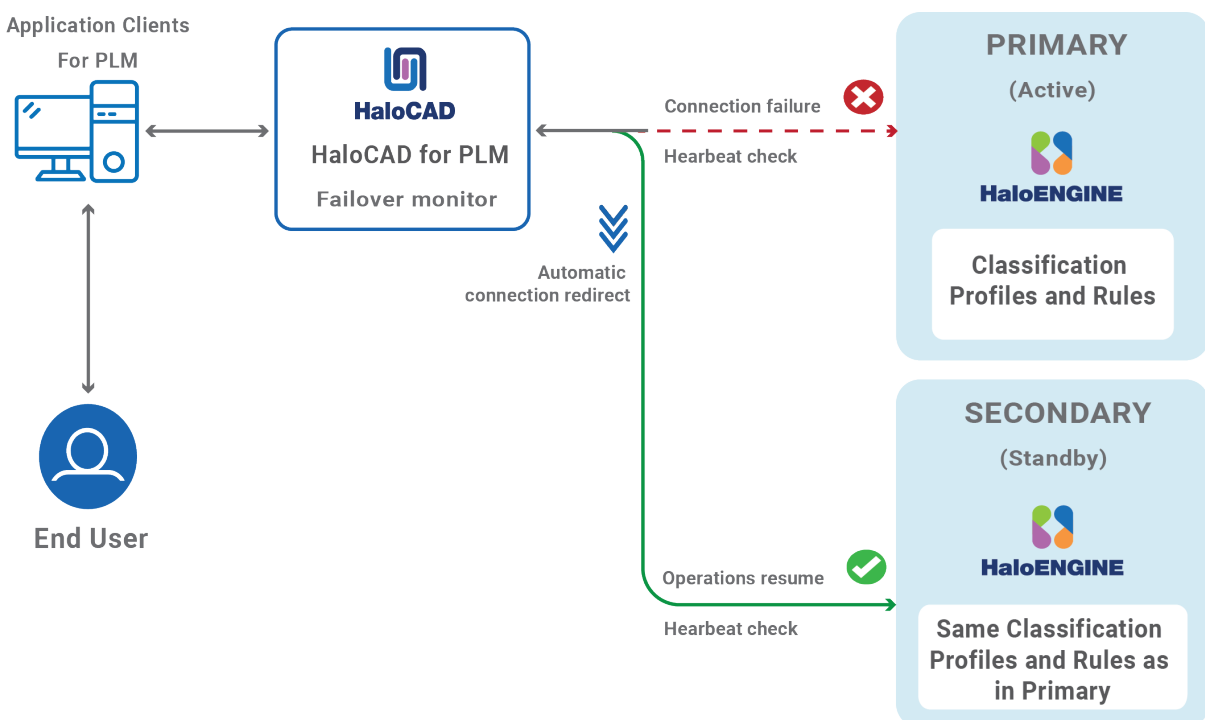 Application Clients
For PLM
HaloCAD
HaloCAD for PLM
Failover monitor
Connection failure
Hearbeat check
Automatic
connection redirect
PRIMARY
(Active)
HaloENGINE
Classification
Profiles and Rules
End User
Operations resume
Hearbeat check
SECONDARY
(Standby)
HaloENGINE
Same Classification
Profiles and Rules as
in Primary